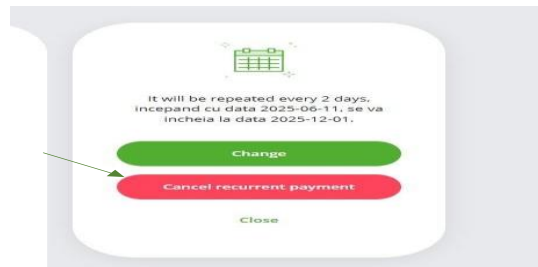 It will be repeated every 2 days,
incepand cu data 2025-06-11, se va
incheia la data 2025-12-01.
Change
Cancel recurrent payment
Close